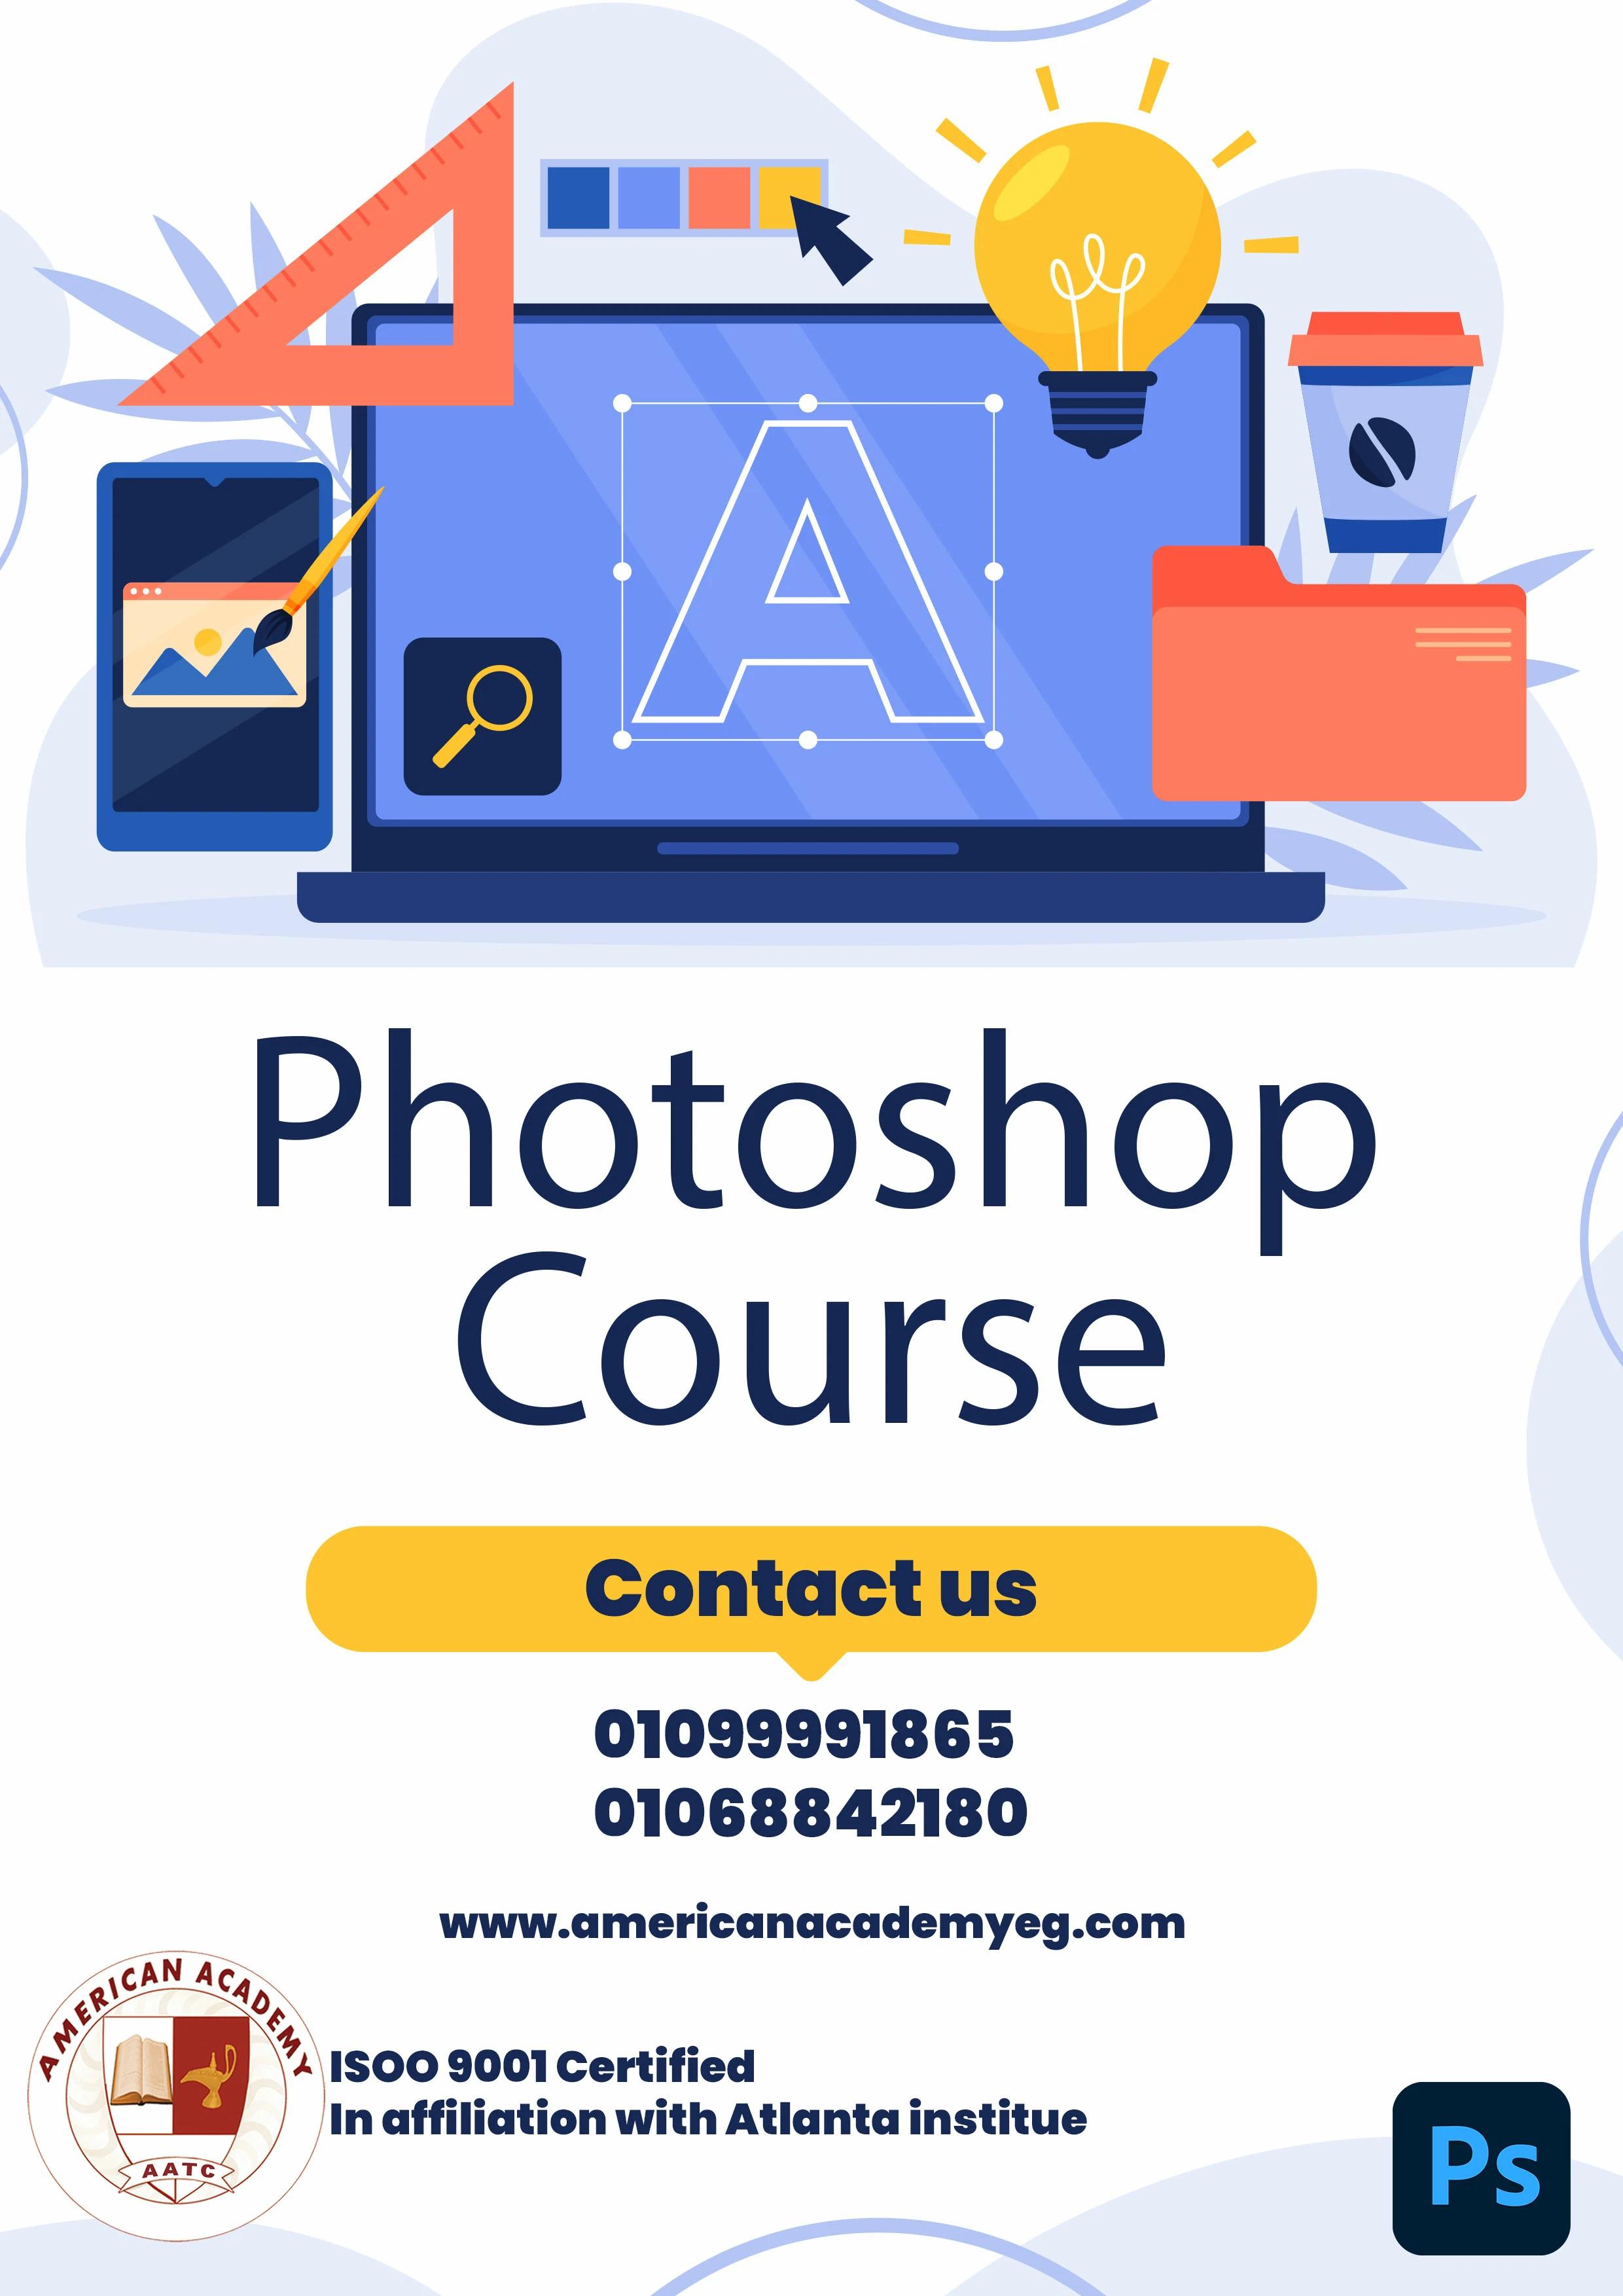 A
Photoshop
Course
Contact us
01099991865
01068842180
www.americanacademyeg.com
AMERICAN ACADEMY
AATC
ISOO 9001 Certified
In affiliation with Atlanta institue
Ps